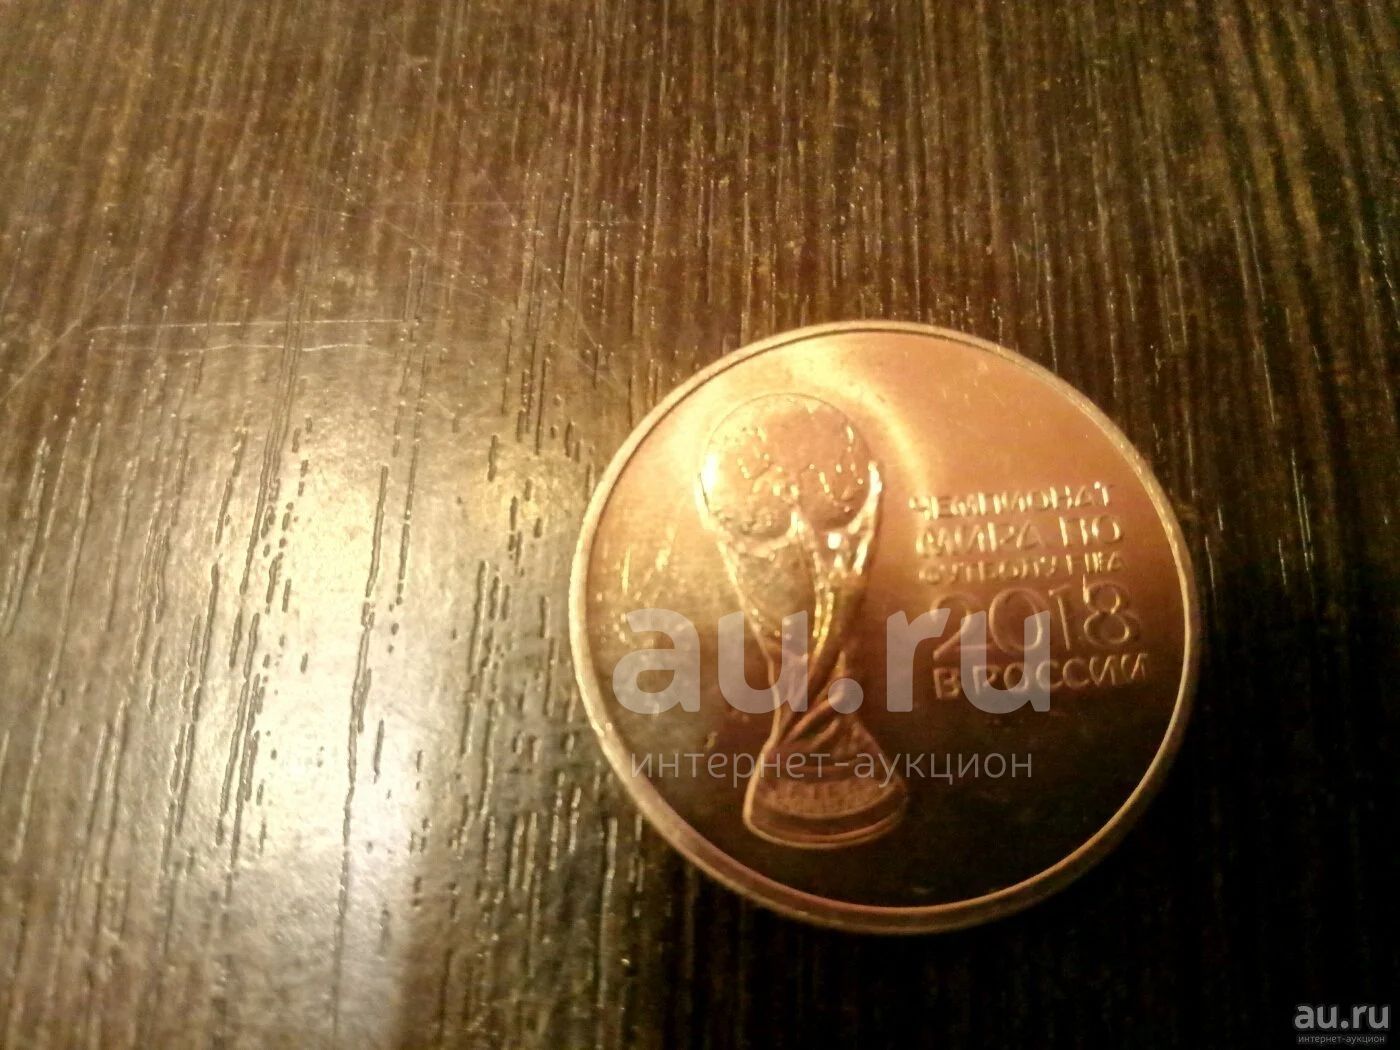 ЧЕМПИОНАТ
МИРА ПО
ФУТБОЛУ FIFA
2018
В РОССИИ
au.ru
интернет-аукцион
au.ru
интернет-аукцион